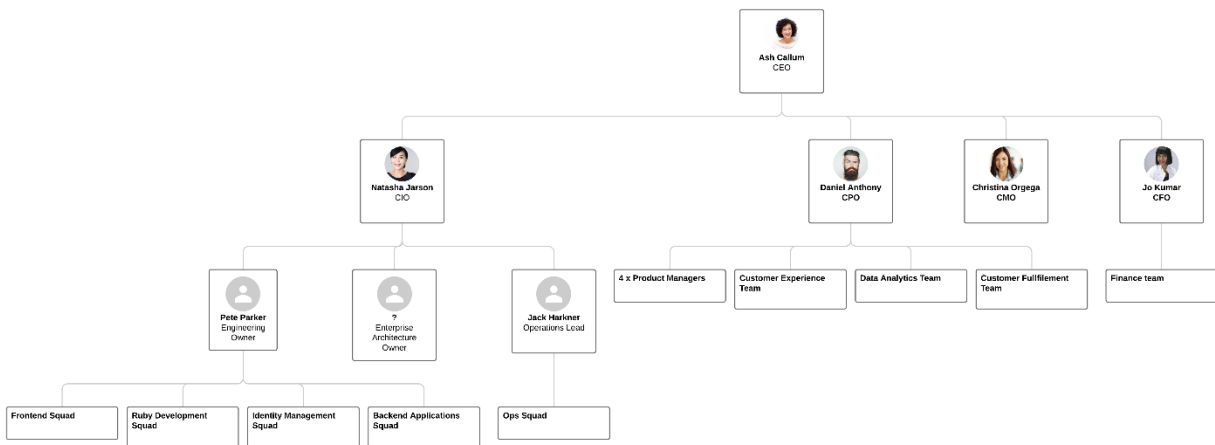 Ash Callum
CEO
Natasha Jarson
CIO
Daniel Anthony
CPO
Christina Orgega
CMO
Jo Kumar
CFO
Pete Parker
Engineering
Owner
?
Enterprise
Architecture
Owner
Jack Harkner
Operations Lead
4 x Product Managers
Customer Experience
Team
Data Analytics Team
Customer Fullfilement
Team
Finance team
Frontend Squad
Ruby Development
Squad
Identity Management
Squad
Backend Applications
Squad
Ops Squad